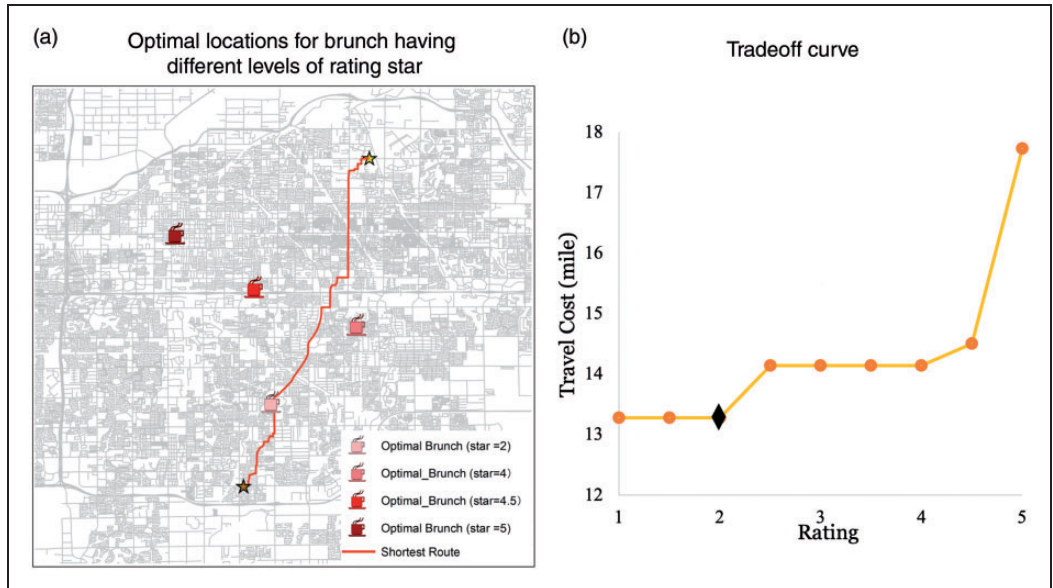 (a)
Optimal locations for brunch having
different levels of rating star
Optimal Brunch (star =2)
Optimal_Brunch (star=4)
Optimal_Brunch (star=4.5)
Optimal Brunch (star =5)
Shortest Route
(b)
Tradeoff curve
Travel Cost (mile)
18
17
16
15
14
13
12
1 2 3 4 5
Rating